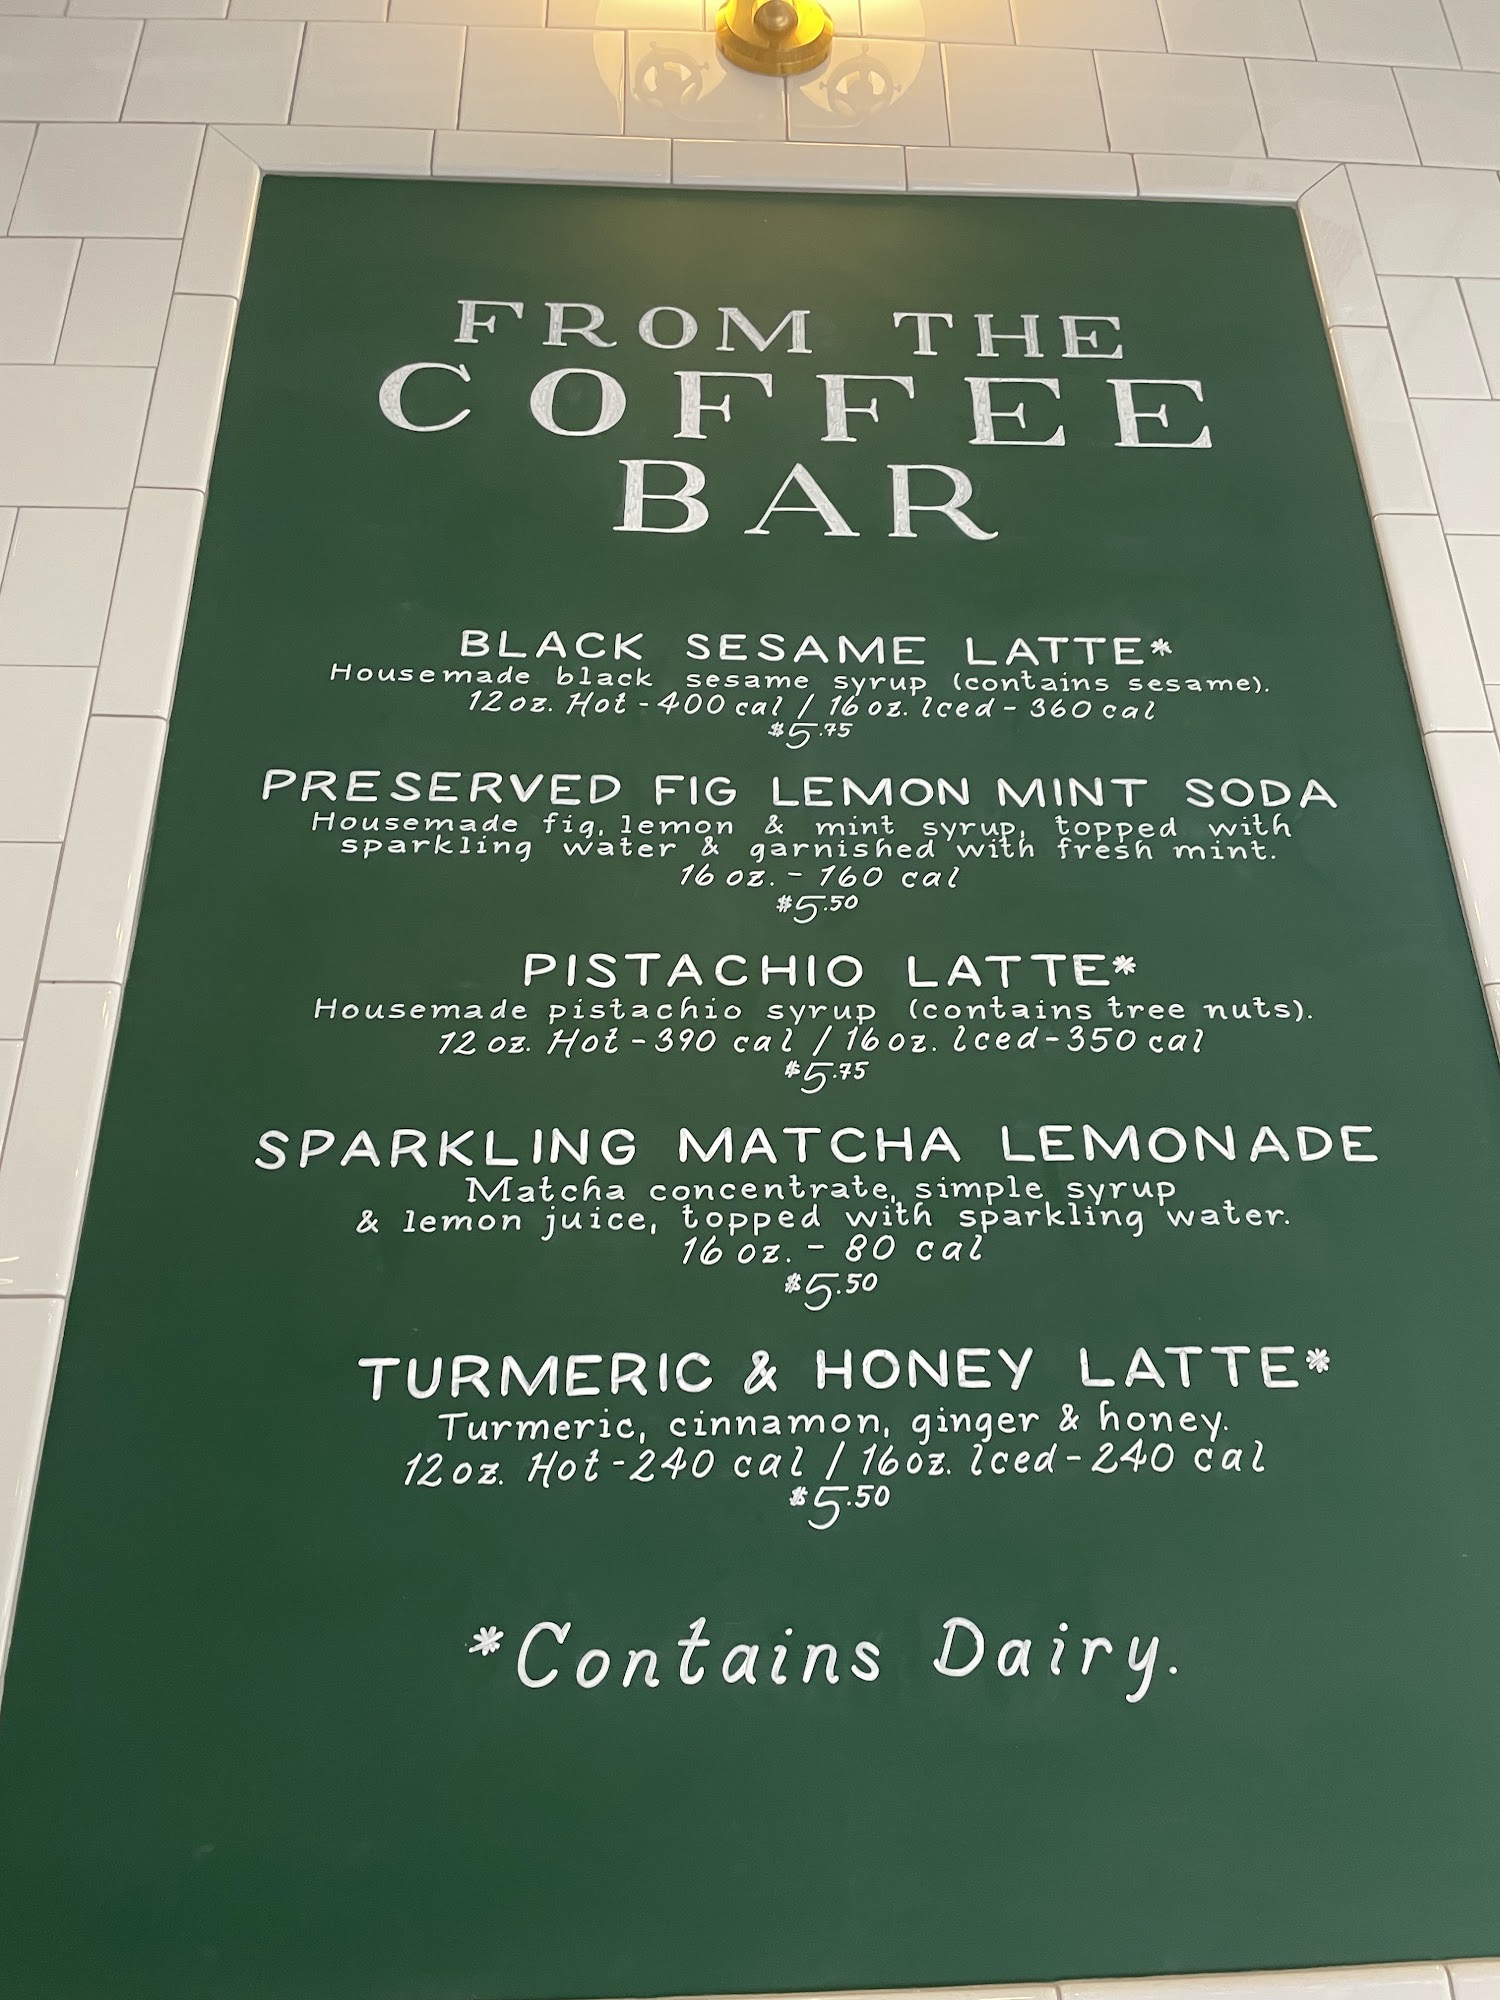 FROM THE
COFFEE
BAR
BLACK SESAME LATTE*
Housemade black sesame syrup (contains sesame).
12 oz. Hot - 400 cal / 16 oz. Iced - 360 cal
$5.75
PRESERVED FIG LEMON MINT SODA
Housemade fig, lemon & mint syrup, topped with
sparkling water & garnished with fresh mint.
16 oz. - 160 cal
$5.50
PISTACHIO LATTE*
Housemade pistachio syrup (contains tree nuts).
12 oz. Hot - 390 cal / 16 oz. Iced - 350 cal
$5.75
SPARKLING MATCHA LEMONADE
Matcha concentrate, simple syrup
& lemon juice, topped with sparkling water.
16 oz. - 80 cal
$5.50
TURMERIC & HONEY LATTE*
Turmeric, cinnamon, ginger & honey.
12 oz. Hot - 240 cal / 16 oz. Iced - 240 cal
$5.50
*Contains Dairy.